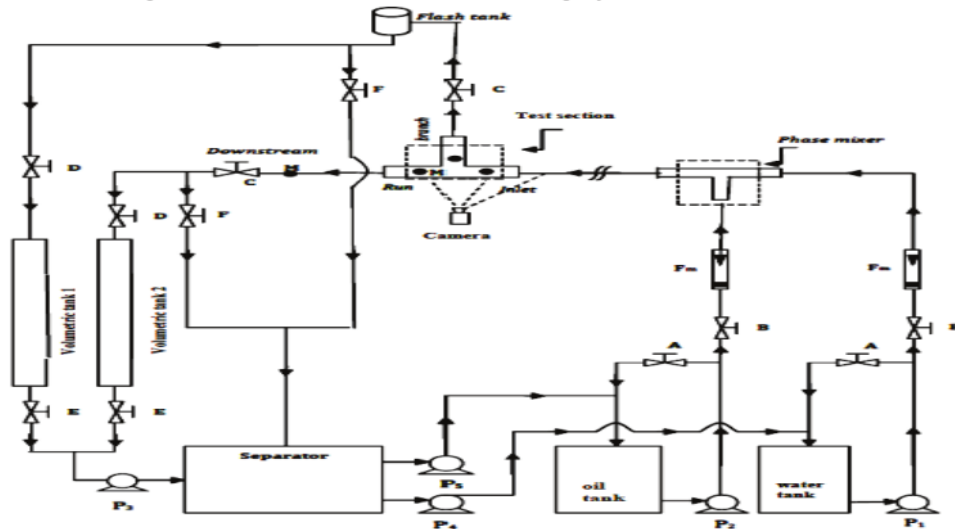 Flash tank
F
C
Test section
branch
Phase mixer
D
Downstream
M
C
Run
M
Inlet
D
F
Camera
Fm
Fm
Volumetric tank 1
Volumetric tank 2
B
A
A
E
E
Separator
P3
P5
P4
oil
tank
P2
water
tank
P1